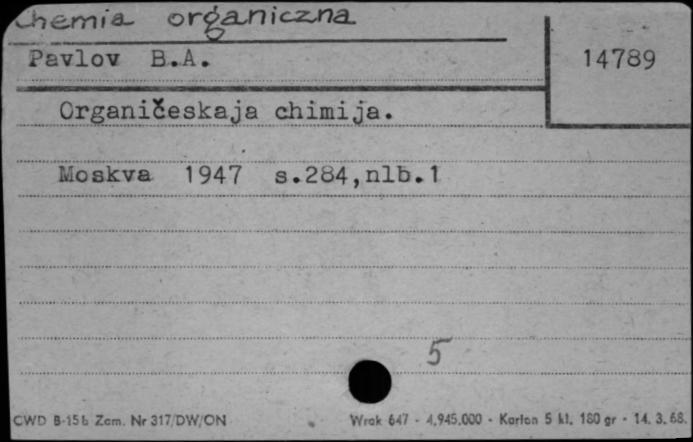 Chemia organiczna
Pavlov B.A.
14789
Organičeskaja chimija.
Moskva 1947 s.284,nlb.1
5
CWD B-15b Zam. Nr 317/DW/ON
Wrak 647 - 4.945.000 - Karton 5 kl. 180 gr - 14. 3. 68.